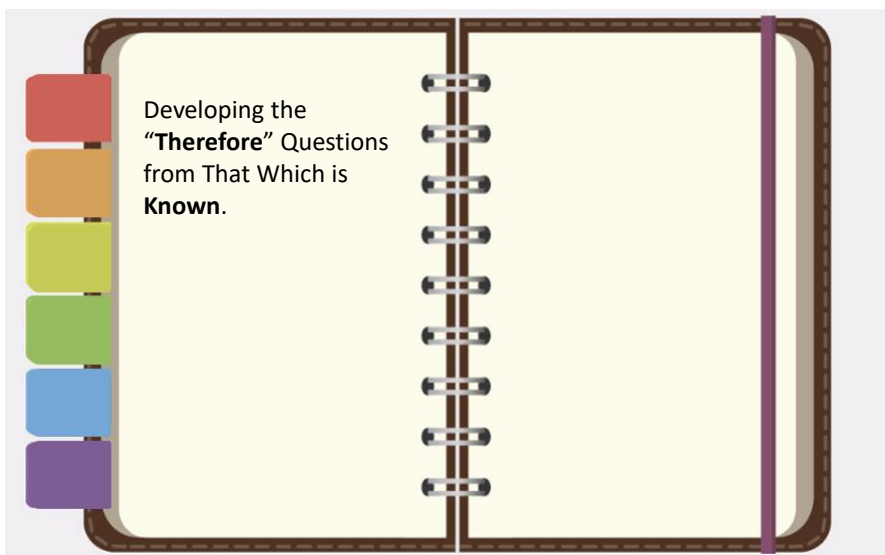 Developing the
“Therefore” Questions
from That Which is
Known.